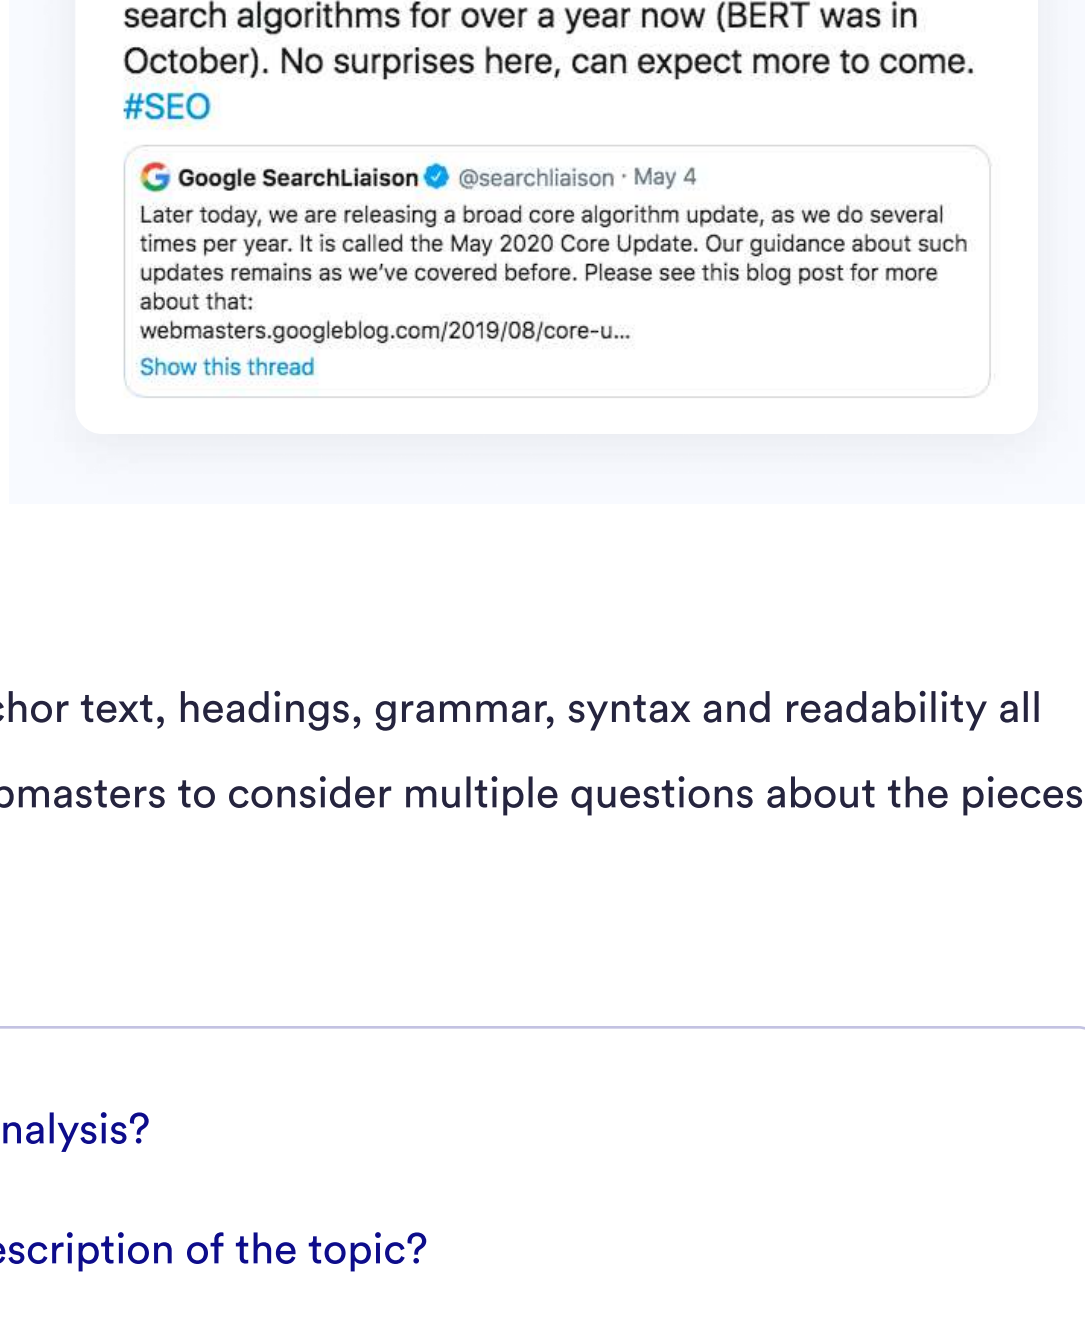 search algorithms for over a year now (BERT was in
October). No surprises here, can expect more to come.
#SEO
Google SearchLiaison @searchliaison · May 4
Later today, we are releasing a broad core algorithm update, as we do several
times per year. It is called the May 2020 Core Update. Our guidance about such
updates remains as we’ve covered before. Please see this blog post for more
about that:
webmasters.googleblog.com/2019/08/core-u...
Show this thread
text, headings, grammar, syntax and readability all
to consider multiple questions about the pieces
of the topic?